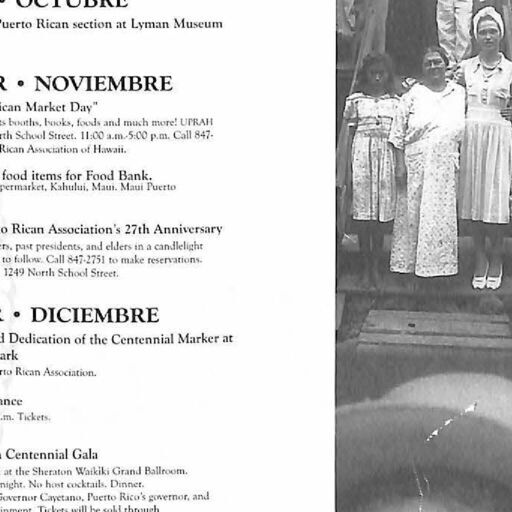 • OCTUBRE
Puerto Rican section at Lyman Museum
R • NOVIEMBRE
ican Market Day"
ts booths, books, foods and much more! UPRAH
rth School Street. 11:00 a.m.-5:00 p.m. Call 847-
Rican Association of Hawaii.
food items for Food Bank.
permarket, Kahului, Maui. Maui Puerto
o Rican Association's 27th Anniversary
ers, past presidents, and elders in a candlelight
to follow. Call 847-2751 to make reservations.
1249 North School Street.
R • DICIEMBRE
d Dedication of the Centennial Marker at
ark
rto Rican Association.
ance
.m. Tickets.
Centennial Gala
at the Sheraton Waikiki Grand Ballroom.
night. No host cocktails. Dinner.
Governor Cayetano, Puerto Rico's governor, and
inment. Tickets will be sold through